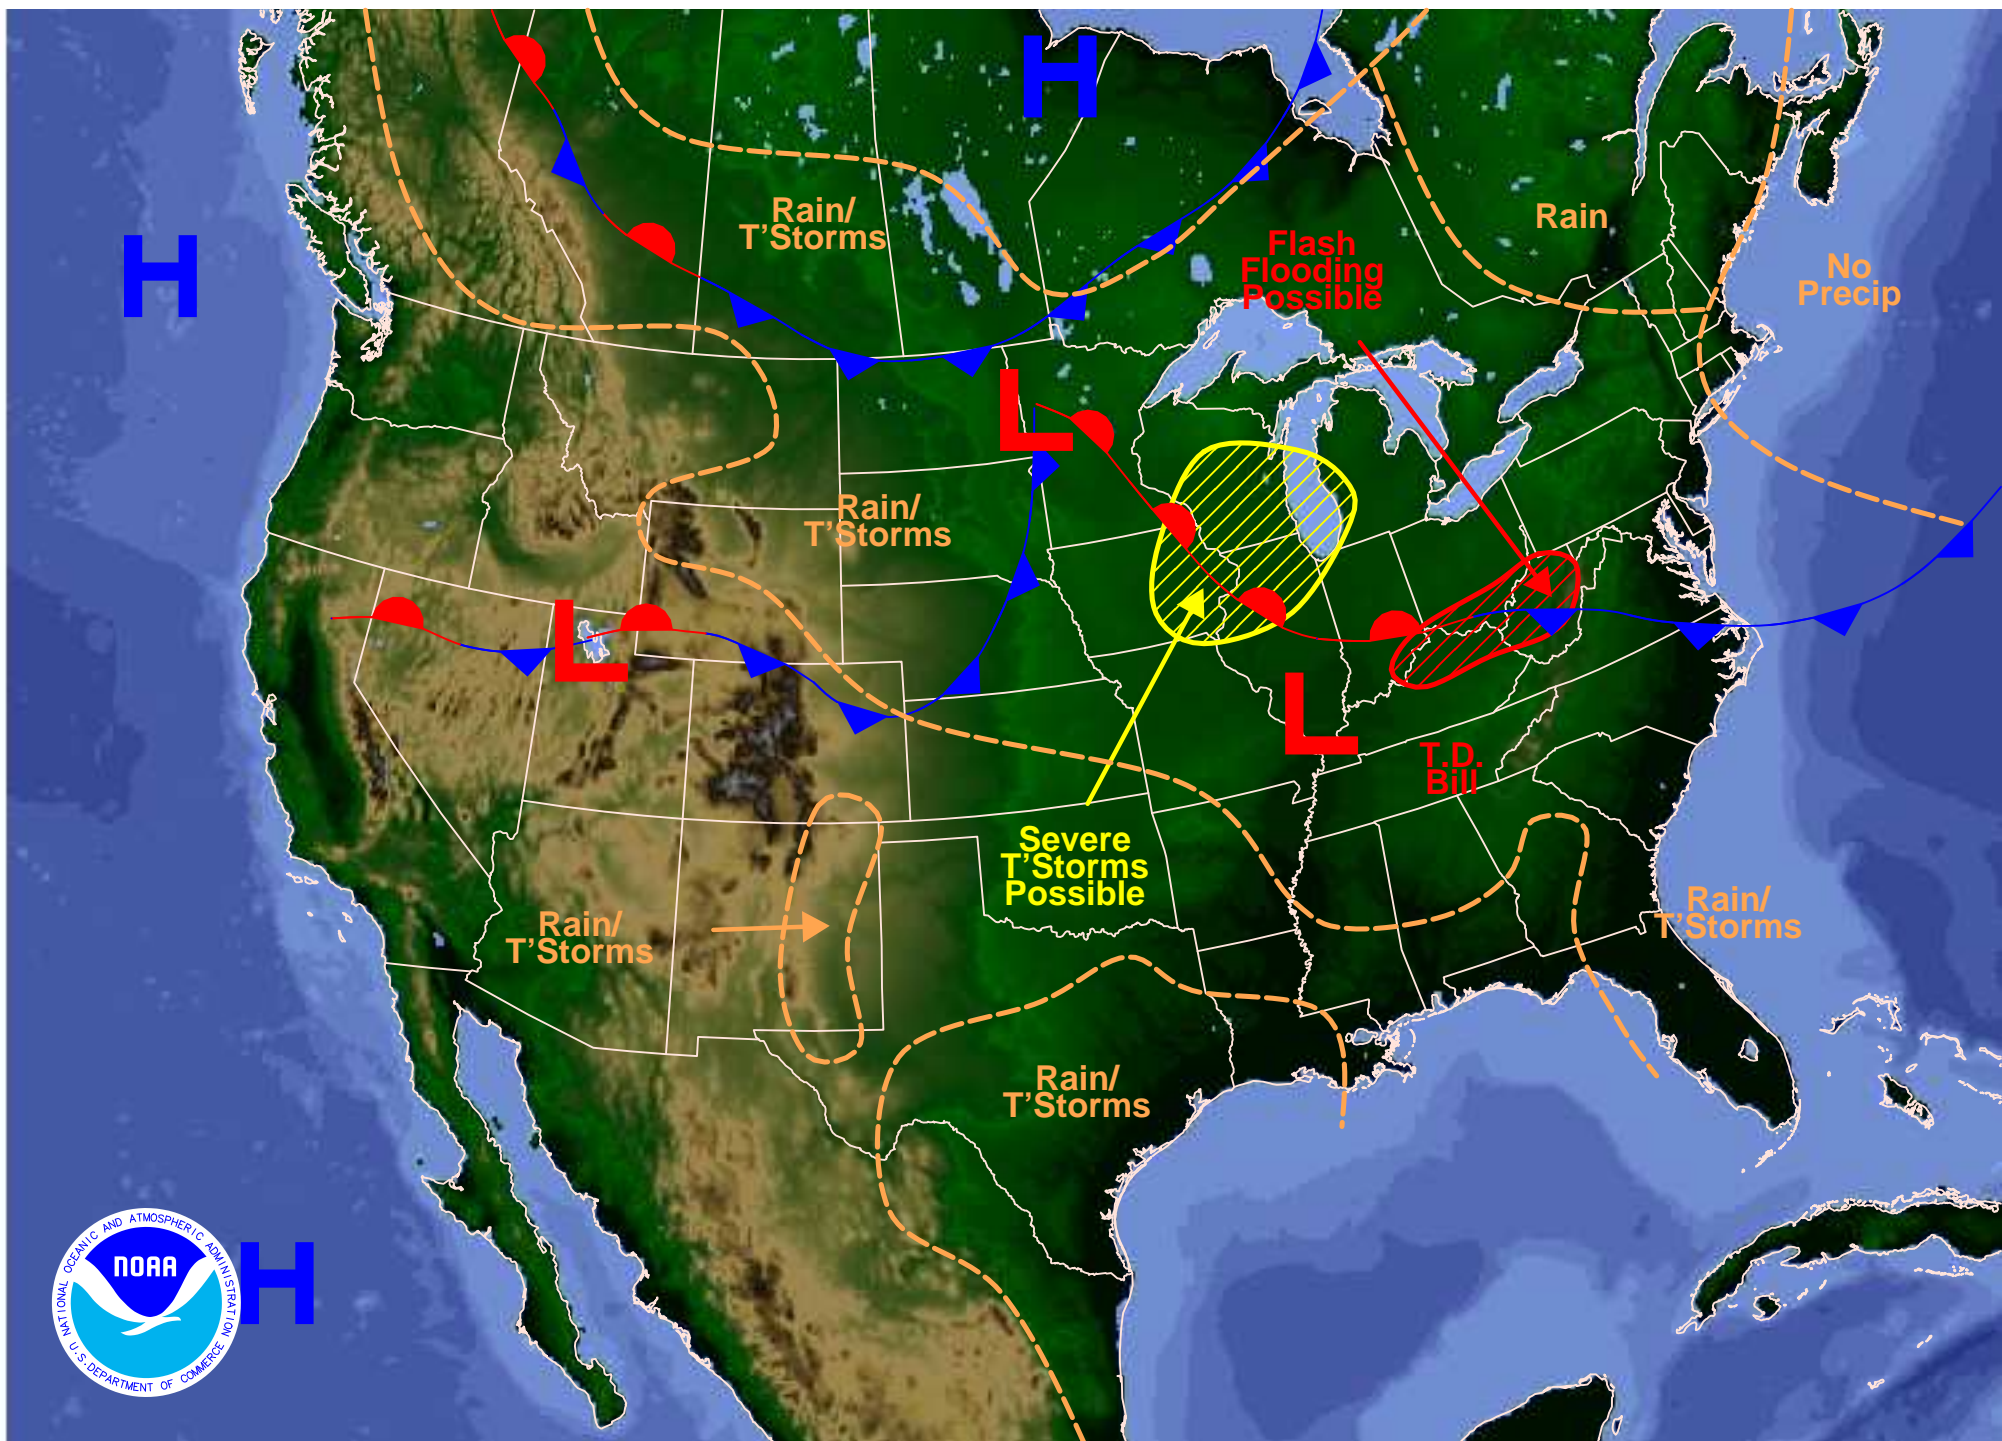 H
H
Rain/
T'Storms
Rain
Flash
Flooding
Possible
No
Precip
L
Rain/
T'Storms
L
L
T.D.
Bill
Severe
T'Storms
Possible
Rain/
T'Storms
Rain/
T'Storms
Rain/
T'Storms
H
NATIONAL OCEANIC AND ATMOSPHERIC ADMINISTRATION
NOAA
U.S. DEPARTMENT OF COMMERCE